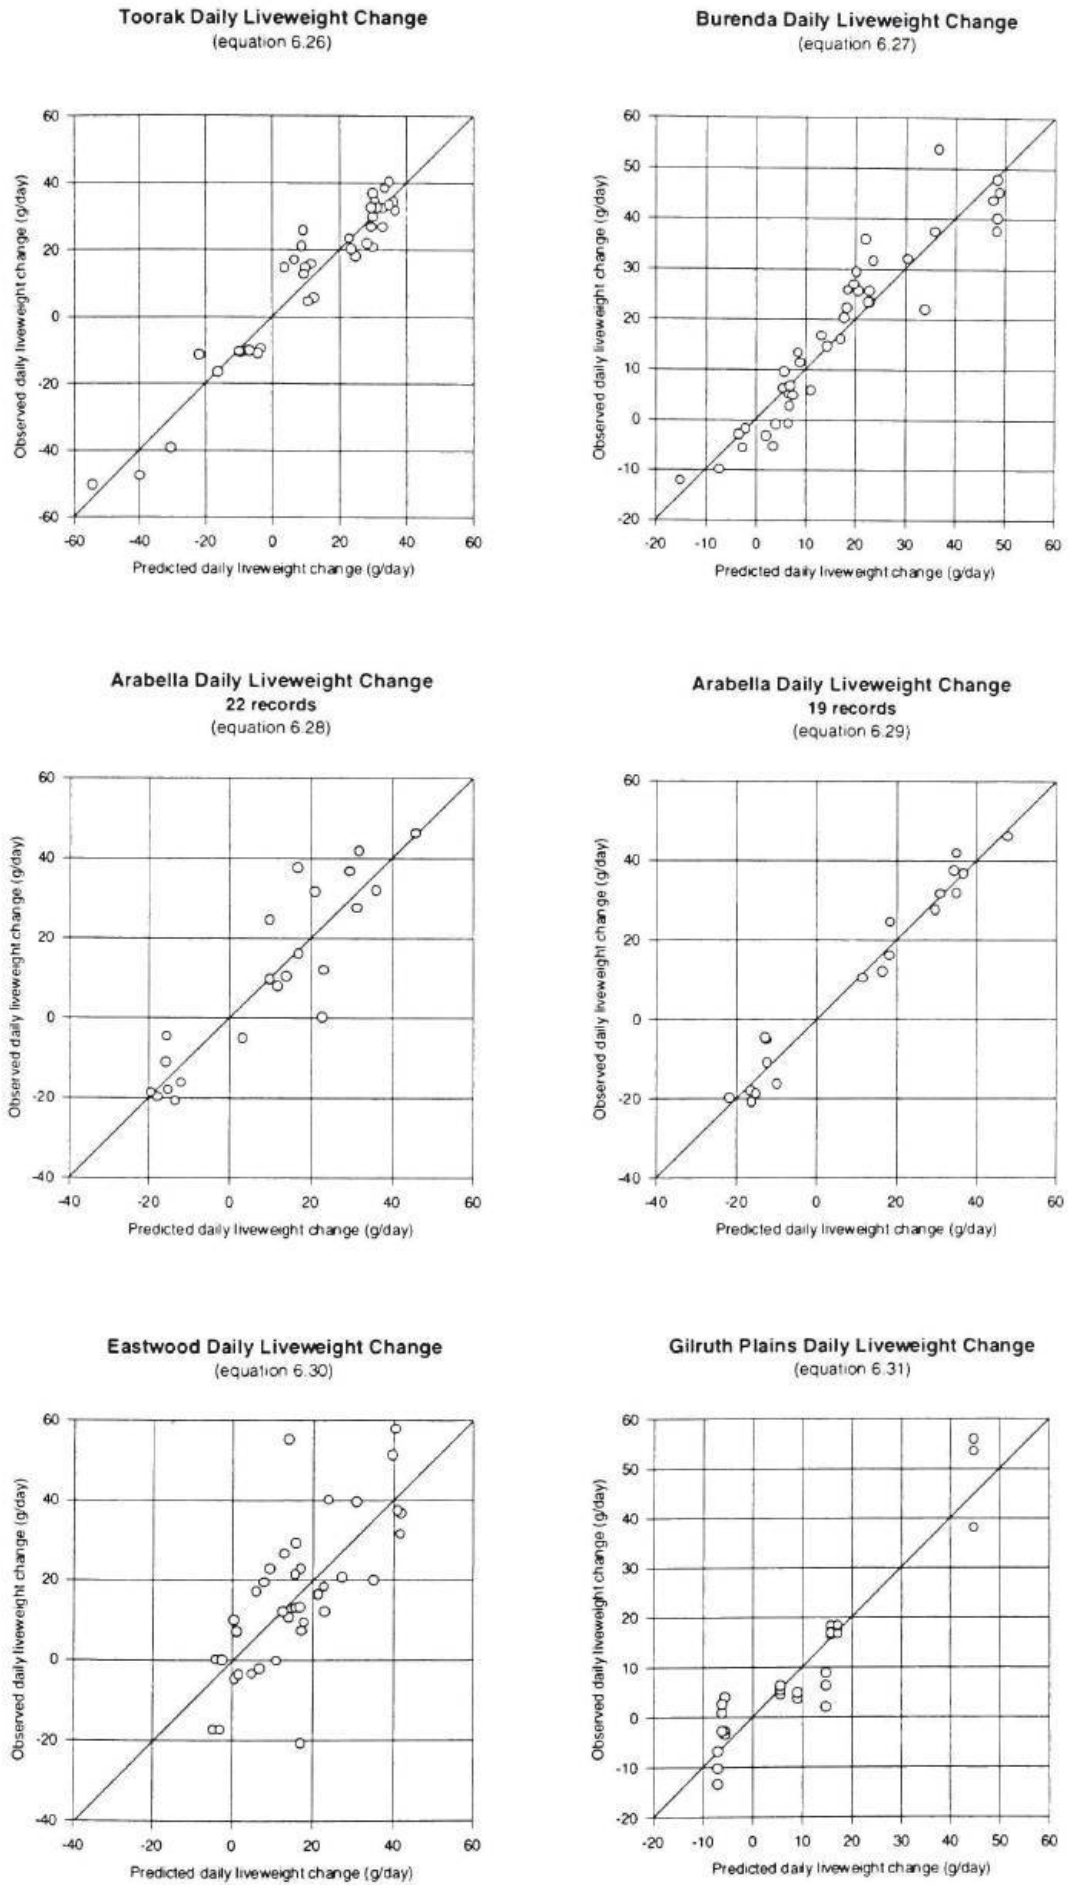 Toorak Daily Liveweight Change
(equation 6.26)
60
40
20
0
-20
-40
-60
Observed daily liveweight change (g/day)
-60 -40 -20 0 20 40 60
Predicted daily liveweight change (g/day)
Burenda Daily Liveweight Change
(equation 6.27)
60
50
40
30
20
10
0
-10
-20
Observed daily liveweight change (g/day)
-20 -10 0 10 20 30 40 50 60
Predicted daily liveweight change (g/day)
Arabella Daily Liveweight Change
22 records
(equation 6.28)
60
40
20
0
-20
-40
Observed daily liveweight change (g/day)
-40 -20 0 20 40 60
Predicted daily liveweight change (g/day)
Arabella Daily Liveweight Change
19 records
(equation 6.29)
60
40
20
0
-20
-40
Observed daily liveweight change (g/day)
-40 -20 0 20 40 60
Predicted daily liveweight change (g/day)
Eastwood Daily Liveweight Change
(equation 6.30)
60
40
20
0
-20
-40
Observed daily liveweight change (g/day)
-40 -20 0 20 40 60
Predicted daily liveweight change (g/day)
Gilruth Plains Daily Liveweight Change
(equation 6.31)
60
50
40
30
20
10
0
-10
-20
Observed daily liveweight change (g/day)
-20 -10 0 10 20 30 40 50 60
Predicted daily liveweight change (g/day)